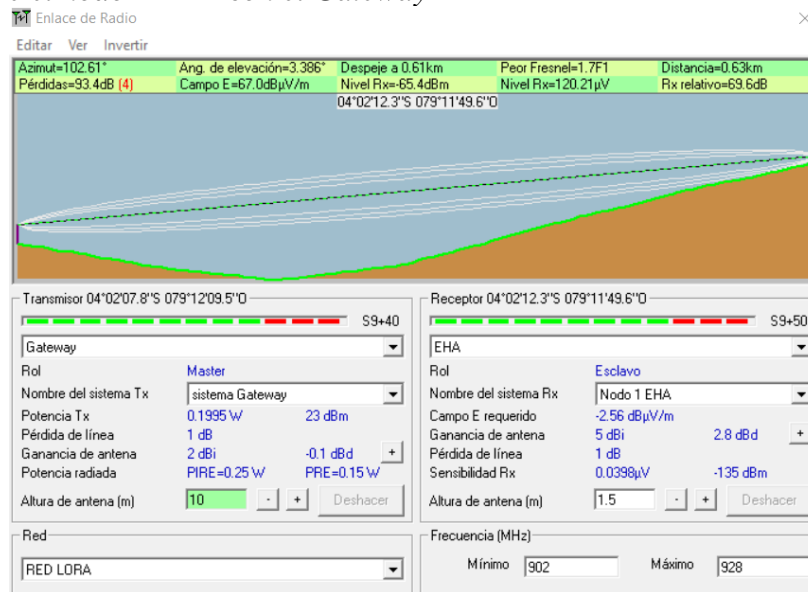 Enlace de Radio
Editar Ver Invertir
Azimut=102.61° Ang. de elevación=3.386° Despeje a 0.61km Peor Fresnel=1.7F1 Distancia=0.63km
Pérdidas=93.4dB (4) Campo E=67.0dBµV/m Nivel Rx=-65.4dBm Nivel Rx=120.21µV Rx relativo=69.6dB
04°02'12.3"S 079°11'49.6"O
Transmisor 04°02'07.8"S 079°12'09.5"O
S9+40
Gateway
Rol Master
Nombre del sistema Tx sistema Gateway
Potencia Tx 0.1995 W 23 dBm
Pérdida de línea 1 dB
Ganancia de antena 2 dBi -0.1 dBd +
Potencia radiada PIRE=0.25 W PRE=0.15 W
Altura de antena (m) 10 - + Deshacer
Receptor 04°02'12.3"S 079°11'49.6"O
S9+50
EHA
Rol Esclavo
Nombre del sistema Rx Nodo 1 EHA
Campo E requerido -2.56 dBµV/m
Ganancia de antena 5 dBi 2.8 dBd +
Pérdida de línea 1 dB
Sensibilidad Rx 0.0398µV -135 dBm
Altura de antena (m) 1.5 - + Deshacer
Red
RED LORA
Frecuencia (MHz)
Mínimo 902 Máximo 928